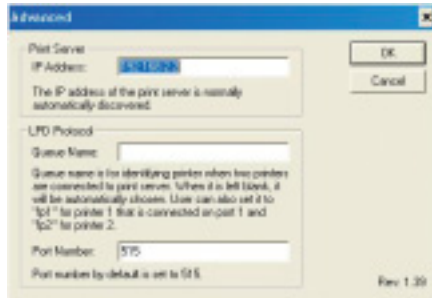 Advanced
Print Server
IP Address:
OK
Cancel
The IP address of the print server is normally
automatically discovered.
LPD Protocol
Queue Name:
Queue name is for identifying printer when two printers
are connected to print server. When it is left blank, it
will be automatically chosen. User can also set it to
"lp1" for printer 1 that is connected on port 1 and
"lp2" for printer 2.
Port Number: 515
Port number by default is set to 515.
Rev: 1.39